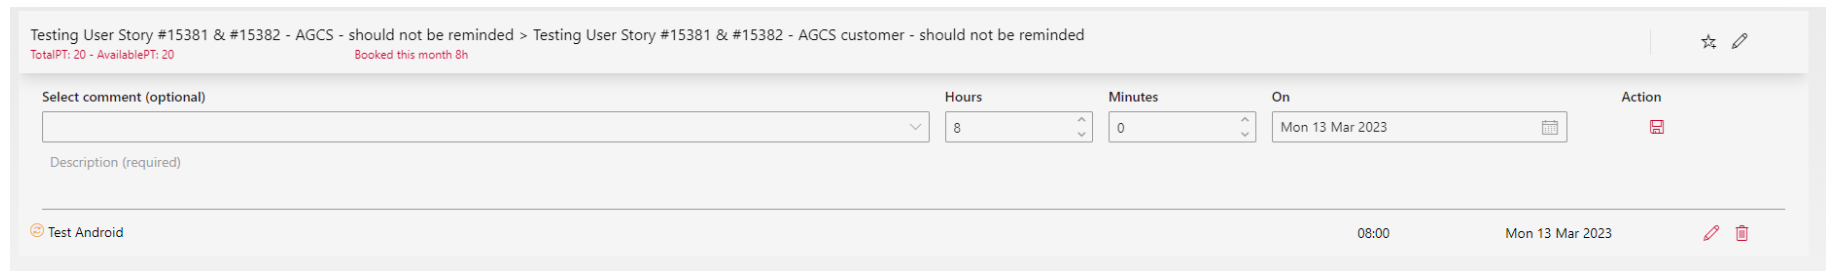 Testing User Story #15381 & #15382 - AGCS - should not be reminded > Testing User Story #15381 & #15382 - AGCS customer - should not be reminded
TotalPT: 20 - AvailablePT: 20 Booked this month 8h
Select comment (optional) Hours Minutes On Action
8 0 Mon 13 Mar 2023
Description (required)
Test Android 08:00 Mon 13 Mar 2023